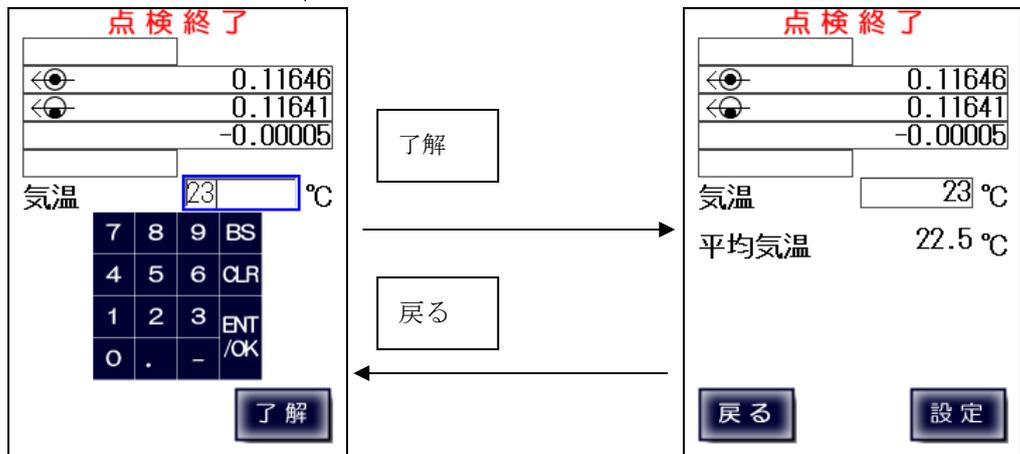 点検終了
0.11646
0.11641
-0.00005
気温 23 ℃
7 8 9 BS
4 5 6 CLR
1 2 3 ENT/OK
0 . -
了解
了解
戻る
点検終了
0.11646
0.11641
-0.00005
気温 23 ℃
平均気温 22.5 ℃
戻る 設定